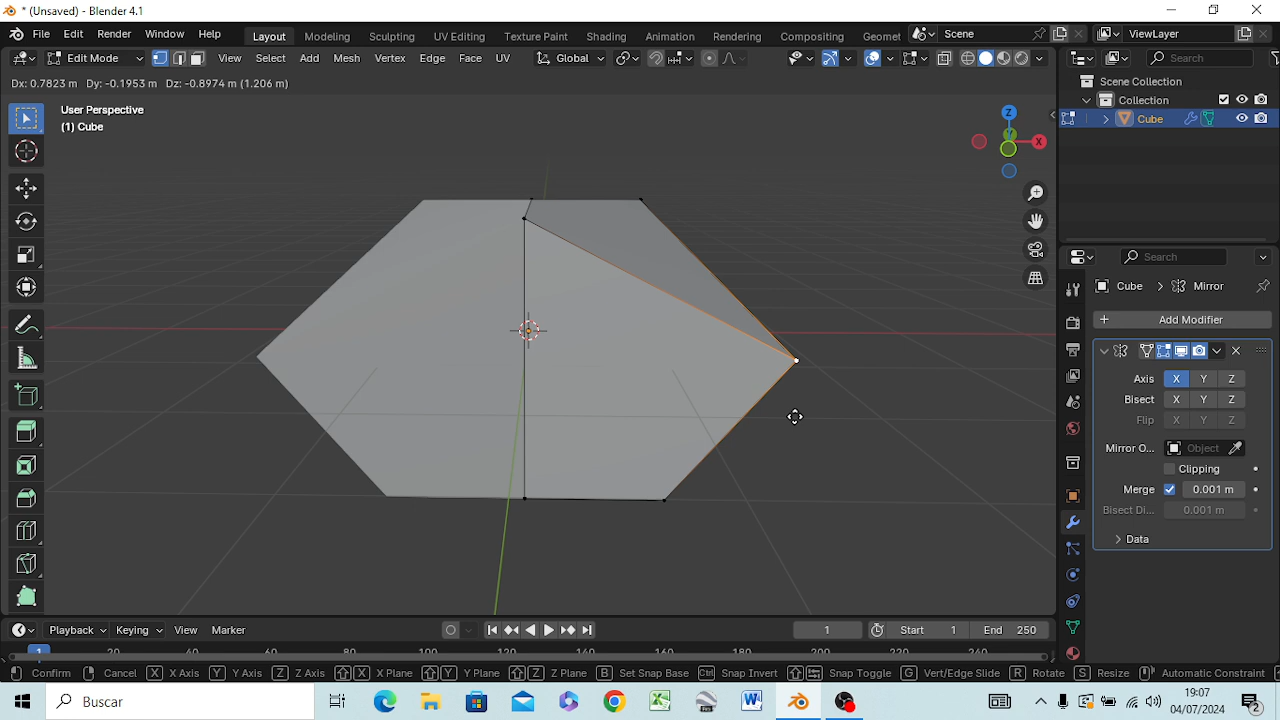 * (Unsaved) - Blender 4.1
File Edit Render Window Help Layout Modeling Sculpting UV Editing Texture Paint Shading Animation Rendering Compositing Geomet Scene ViewLayer
Edit Mode View Select Add Mesh Vertex Edge Face UV Global Search
Dx: 0.7823 m Dy: -0.1953 m Dz: -0.8974 m (1.206 m)
User Perspective
(1) Cube
Z
X
Scene Collection
Collection
Cube
Search
Cube Mirror
Add Modifier
Axis X Y Z
Bisect X Y Z
Flip X Y Z
Mirror O... Object
Clipping
Merge 0.001 m
Bisect Di... 0.001 m
Data
Playback Keying View Marker 1 Start 1 End 250
1 20 40 60 80 100 120 140 160 180 200 220 240
Confirm Cancel X X Axis Y Y Axis Z Z Axis X X Plane Y Y Plane Z Z Plane B Set Snap Base Ctrl Snap Invert Snap Toggle G Vert/Edge Slide R Rotate S Resize Automatic Constraint
Buscar
19:07
04/07/2024
2